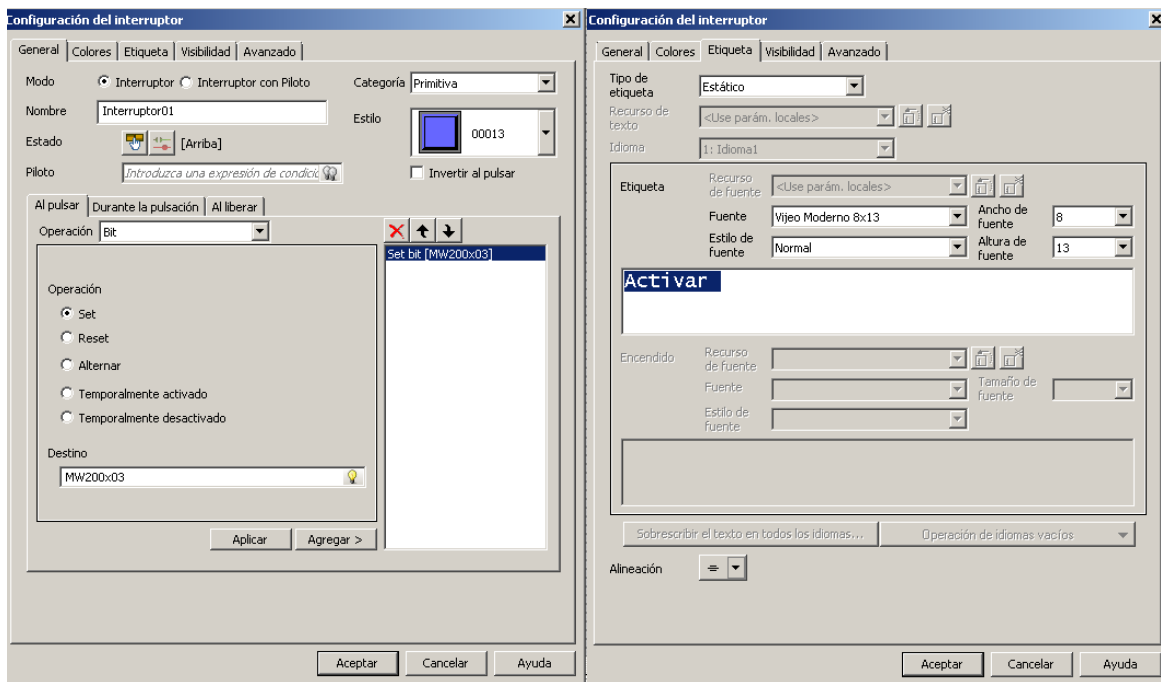 Configuración del interruptor
General Colores Etiqueta Visibilidad Avanzado
Modo Interruptor Interruptor con Piloto Categoría Primitiva
Nombre Interruptor01
Estilo 00013
Estado [Arriba]
Piloto Introduzca una expresión de condició Invertir al pulsar
Al pulsar Durante la pulsación Al liberar
Operación Bit
Set bit [MW200x03]
Operación
Set
Reset
Alternar
Temporalmente activado
Temporalmente desactivado
Destino
MW200x03
Aplicar Agregar >
Aceptar Cancelar Ayuda
Configuración del interruptor
General Colores Etiqueta Visibilidad Avanzado
Tipo de
etiqueta Estático
Recurso de
texto <Use parám. locales>
Idioma 1: Idioma1
Etiqueta Recurso
de fuente <Use parám. locales>
Fuente Vijeo Moderno 8x13 Ancho de
fuente 8
Estilo de
fuente Normal Altura de
fuente 13
Activar
Encendido Recurso
de fuente
Fuente Tamaño de
fuente
Estilo de
fuente
Sobrescribir el texto en todos los idiomas... Operación de idiomas vacíos
Alineación
Aceptar Cancelar Ayuda